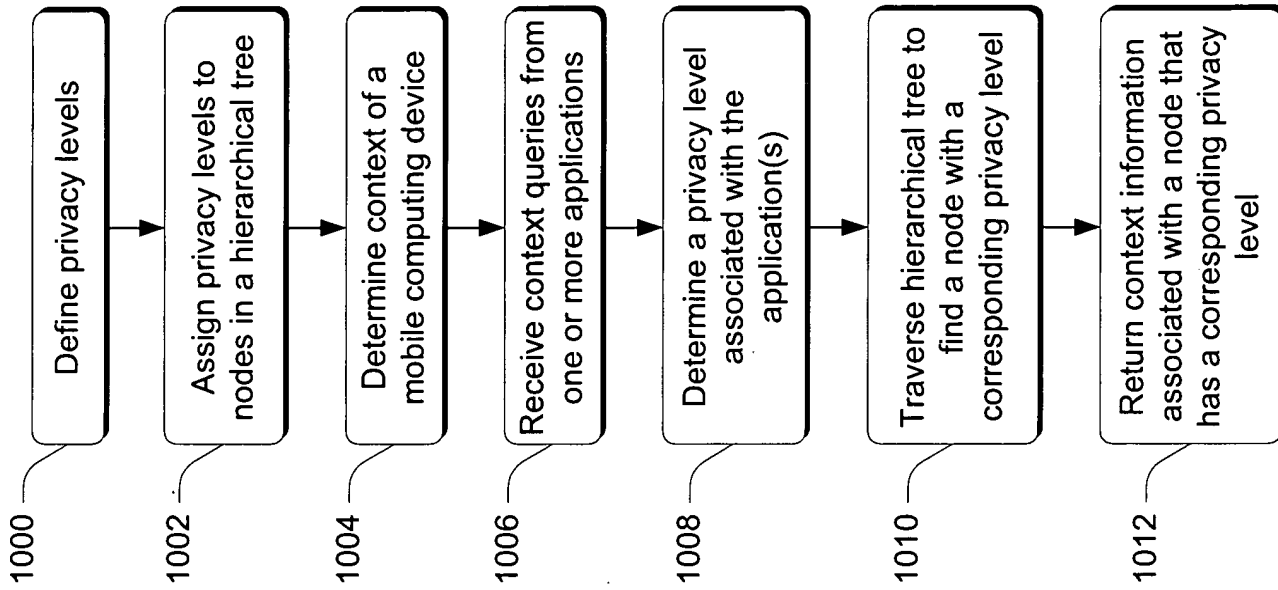 1000
Define privacy levels
1002
Assign privacy levels to
nodes in a hierarchical tree
1004
Determine context of a
mobile computing device
1006
Receive context queries from
one or more applications
1008
Determine a privacy level
associated with the
application(s)
1010
Traverse hierarchical tree to
find a node with a
corresponding privacy level
1012
Return context information
associated with a node that
has a corresponding privacy
level